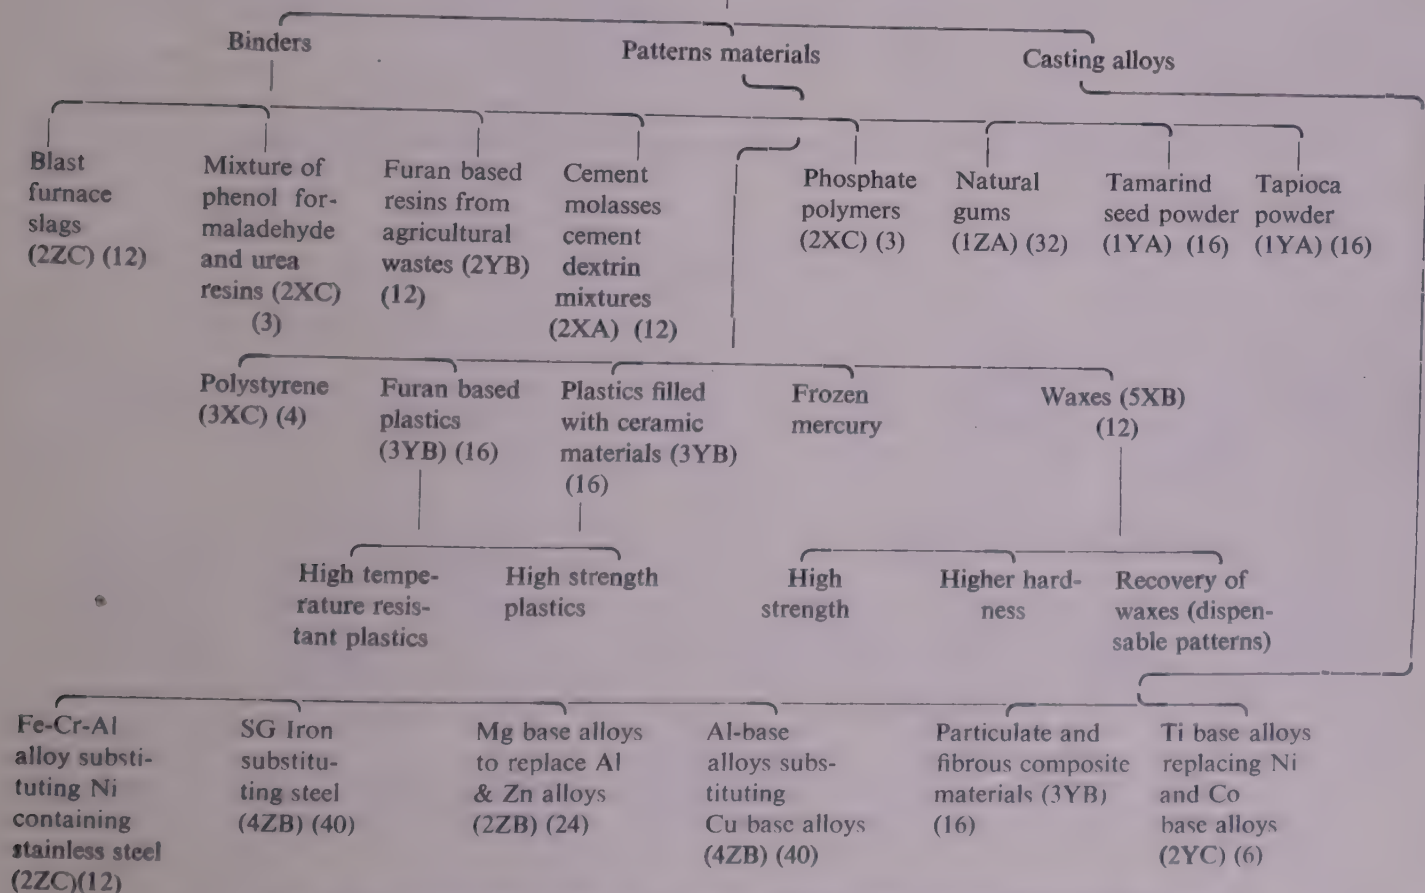 Binders
Patterns materials
Casting alloys
Blast
furnace
slags
(2ZC) (12)
Mixture of
phenol for-
maladehyde
and urea
resins (2XC)
(3)
Furan based
resins from
agricultural
wastes (2YB)
(12)
Cement
molasses
cement
dextrin
mixtures
(2XA) (12)
Phosphate
polymers
(2XC) (3)
Natural
gums
(1ZA) (32)
Tamarind
seed powder
(1YA) (16)
Tapioca
powder
(1YA) (16)
Polystyrene
(3XC) (4)
Furan based
plastics
(3YB) (16)
Plastics filled
with ceramic
materials (3YB)
(16)
Frozen
mercury
Waxes (5XB)
(12)
High tempe-
rature resis-
tant plastics
High strength
plastics
High
strength
Higher hard-
ness
Recovery of
waxes (dispen-
sable patterns)
Fe-Cr-Al
alloy substi-
tuting Ni
containing
stainless steel
(2ZC)(12)
SG Iron
substitu-
ting steel
(4ZB) (40)
Mg base alloys
to replace Al
& Zn alloys
(2ZB) (24)
Al-base
alloys subs-
tituting
Cu base alloys
(4ZB) (40)
Particulate and
fibrous composite
materials (3YB)
(16)
Ti base alloys
replacing Ni
and Co
base alloys
(2YC) (6)